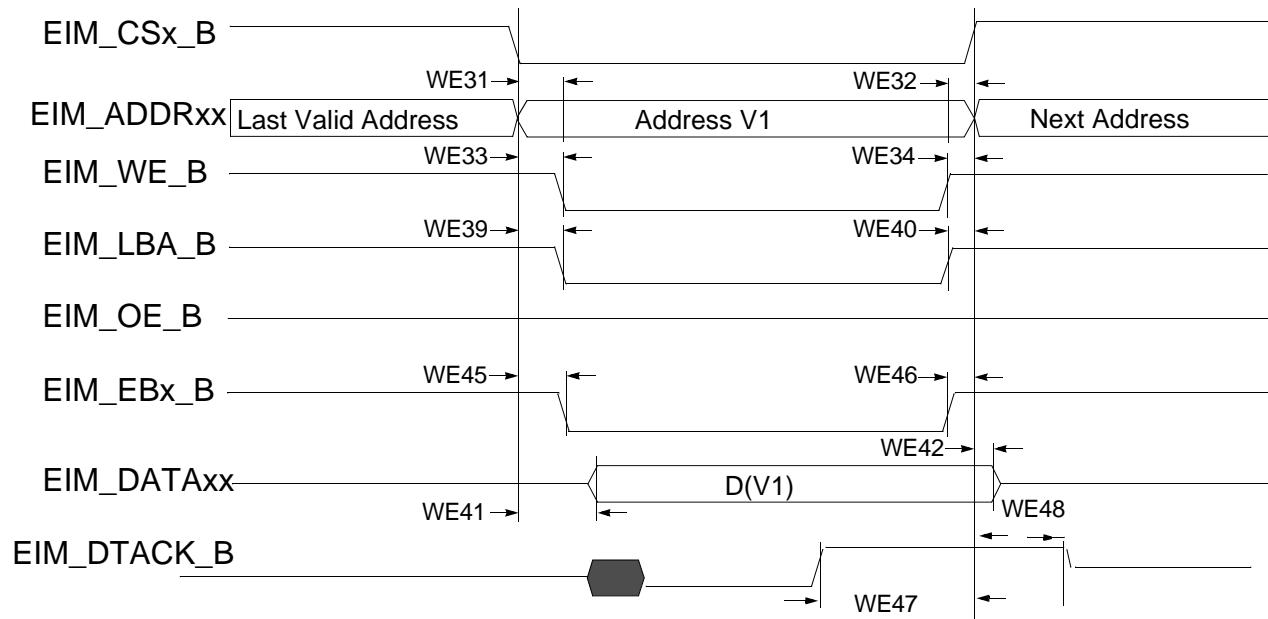 EIM_CSx_B
WE31
WE32
EIM_ADDRxx
Last Valid Address
Address V1
Next Address
WE33
WE34
EIM_WE_B
WE39
WE40
EIM_LBA_B
EIM_OE_B
WE45
WE46
EIM_EBx_B
WE42
EIM_DATAxx
D(V1)
WE41
WE48
EIM_DTACK_B
WE47